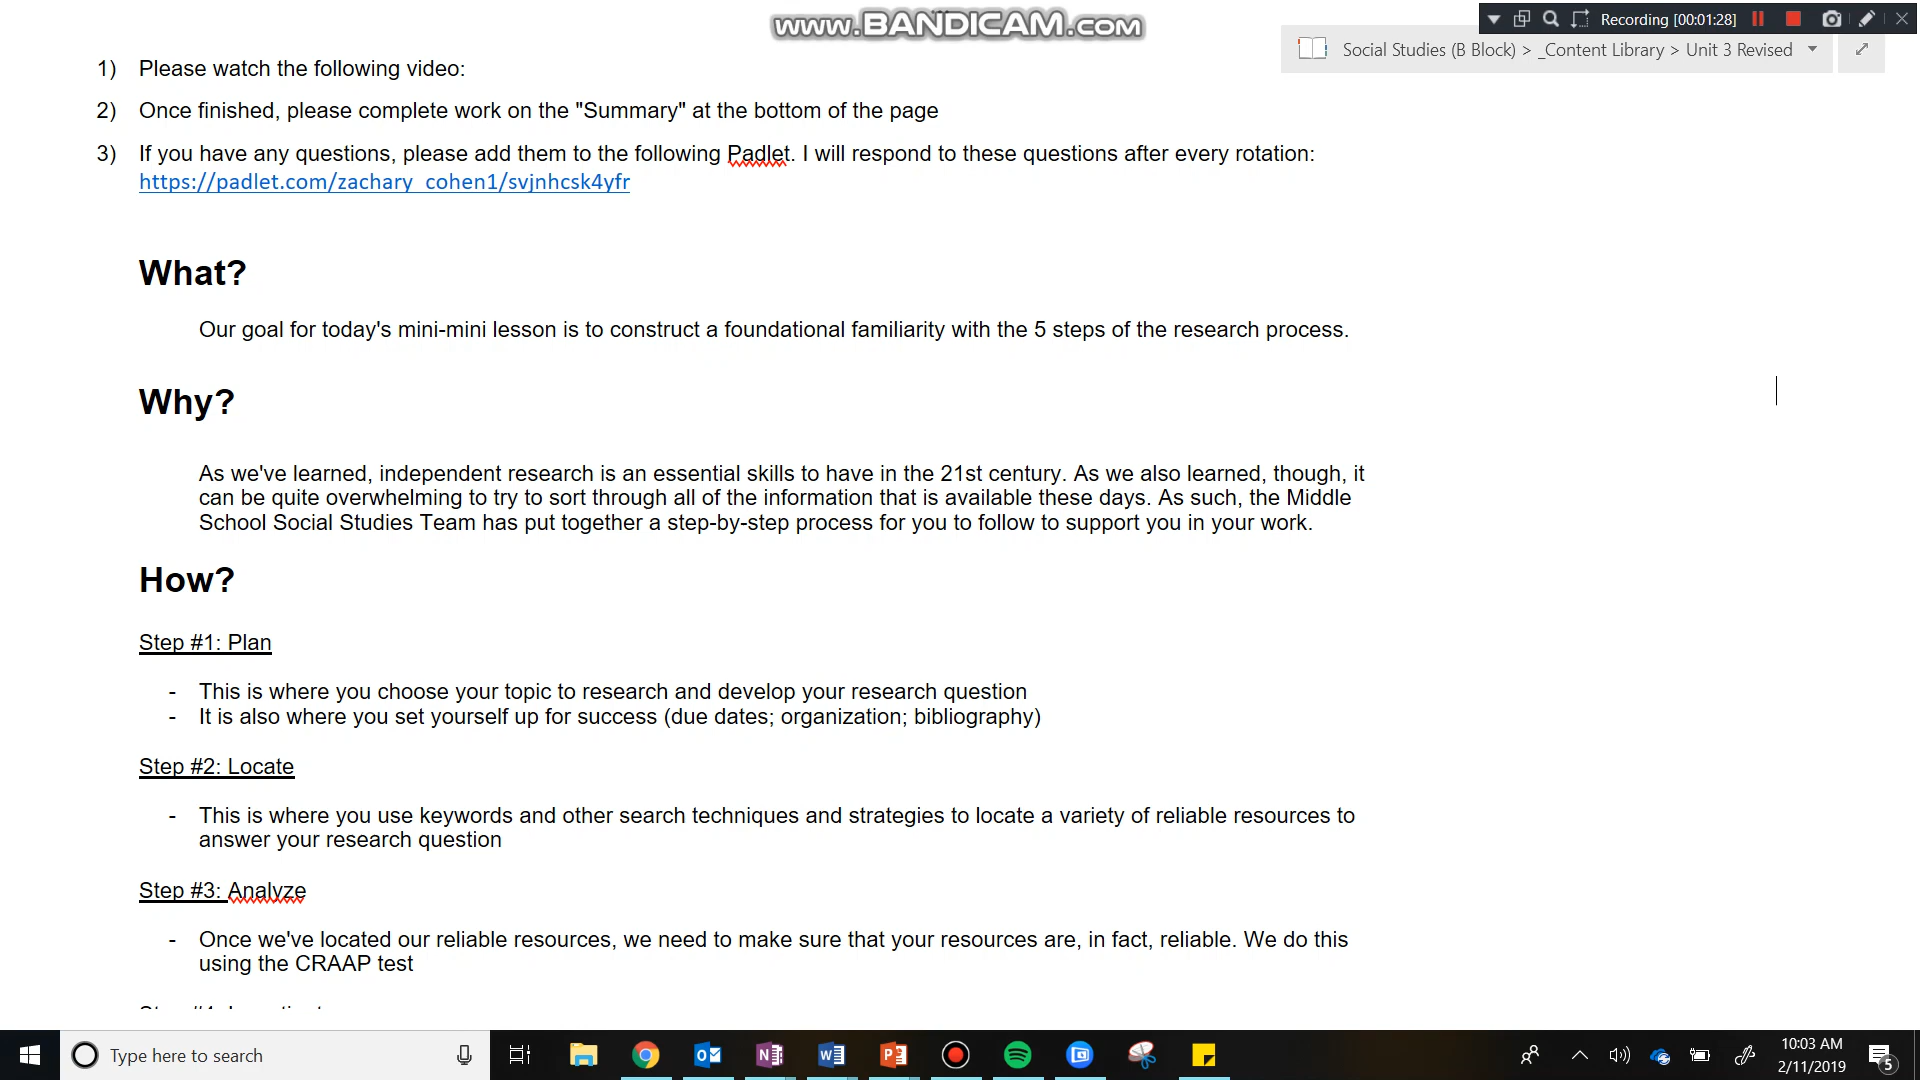 www.BANDICAM.com
Recording [00:01:28]
Social Studies (B Block) > _Content Library > Unit 3 Revised
1) Please watch the following video:
2) Once finished, please complete work on the "Summary" at the bottom of the page
3) If you have any questions, please add them to the following Padlet. I will respond to these questions after every rotation:
https://padlet.com/zachary_cohen1/svjnhcsk4yfr
What?
Our goal for today's mini-mini lesson is to construct a foundational familiarity with the 5 steps of the research process.
Why?
As we've learned, independent research is an essential skills to have in the 21st century. As we also learned, though, it
can be quite overwhelming to try to sort through all of the information that is available these days. As such, the Middle
School Social Studies Team has put together a step-by-step process for you to follow to support you in your work.
How?
Step #1: Plan
- This is where you choose your topic to research and develop your research question
- It is also where you set yourself up for success (due dates; organization; bibliography)
Step #2: Locate
- This is where you use keywords and other search techniques and strategies to locate a variety of reliable resources to
answer your research question
Step #3: Analyze
- Once we've located our reliable resources, we need to make sure that your resources are, in fact, reliable. We do this
using the CRAAP test
Type here to search
10:03 AM
2/11/2019
5